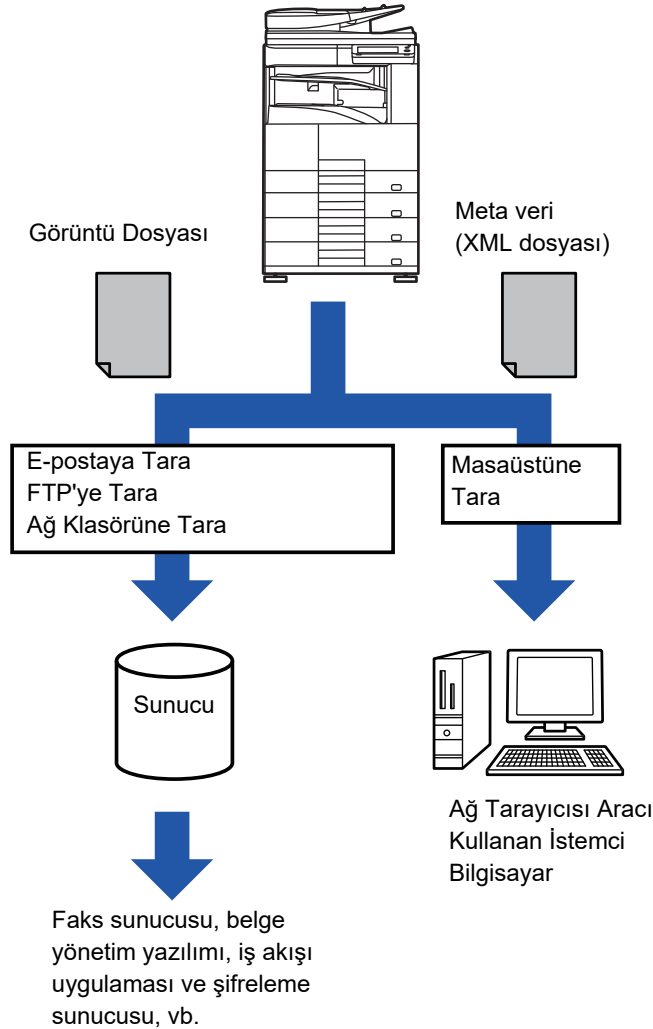 Görüntü Dosyası
Meta veri
(XML dosyası)
E-postaya Tara
FTP'ye Tara
Ağ Klasörüne Tara
Masaüstüne
Tara
Sunucu
Ağ Tarayıcısı Aracı
Kullanan İstemci
Bilgisayar
Faks sunucusu, belge
yönetim yazılımı, iş akışı
uygulaması ve şifreleme
sunucusu, vb.